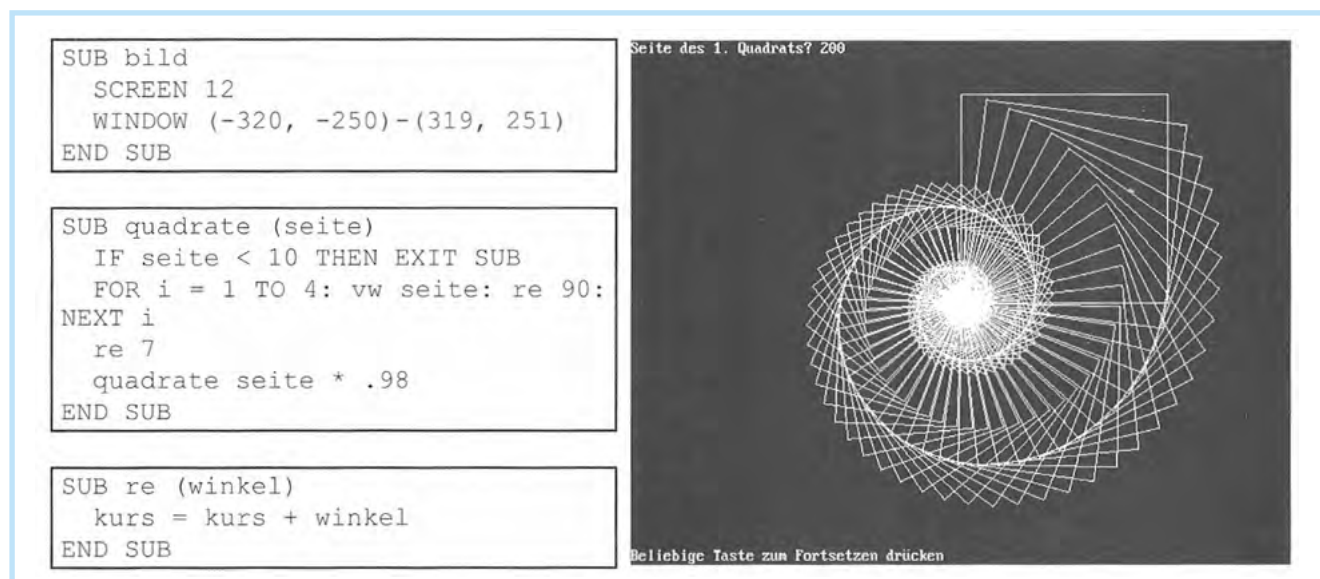 SUB bild
SCREEN 12
WINDOW (-320, -250)-(319, 251)
END SUB
SUB quadrate (seite)
IF seite < 10 THEN EXIT SUB
FOR i = 1 TO 4: vw seite: re 90:
NEXT i
re 7
quadrate seite * .98
END SUB
SUB re (winkel)
kurs = kurs + winkel
END SUB
Seite des 1. Quadrats? 200
Beliebige Taste zum Fortsetzen drücken